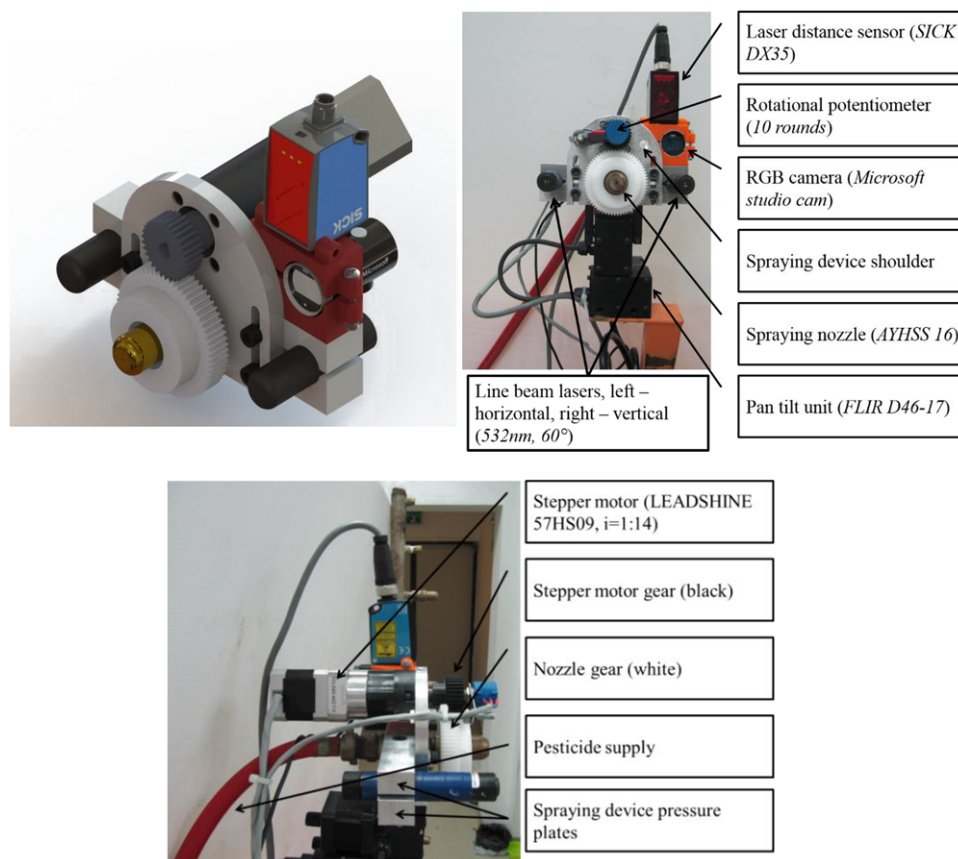 SICK
Microsoft
Laser distance sensor (SICK
DX35)
Rotational potentiometer
(10 rounds)
RGB camera (Microsoft
studio cam)
Spraying device shoulder
Spraying nozzle (AYHSS 16)
Pan tilt unit (FLIR D46-17)
Line beam lasers, left –
horizontal, right – vertical
(532nm, 60°)
Stepper motor (LEADSHINE
57HS09, i=1:14)
Stepper motor gear (black)
Nozzle gear (white)
Pesticide supply
Spraying device pressure
plates